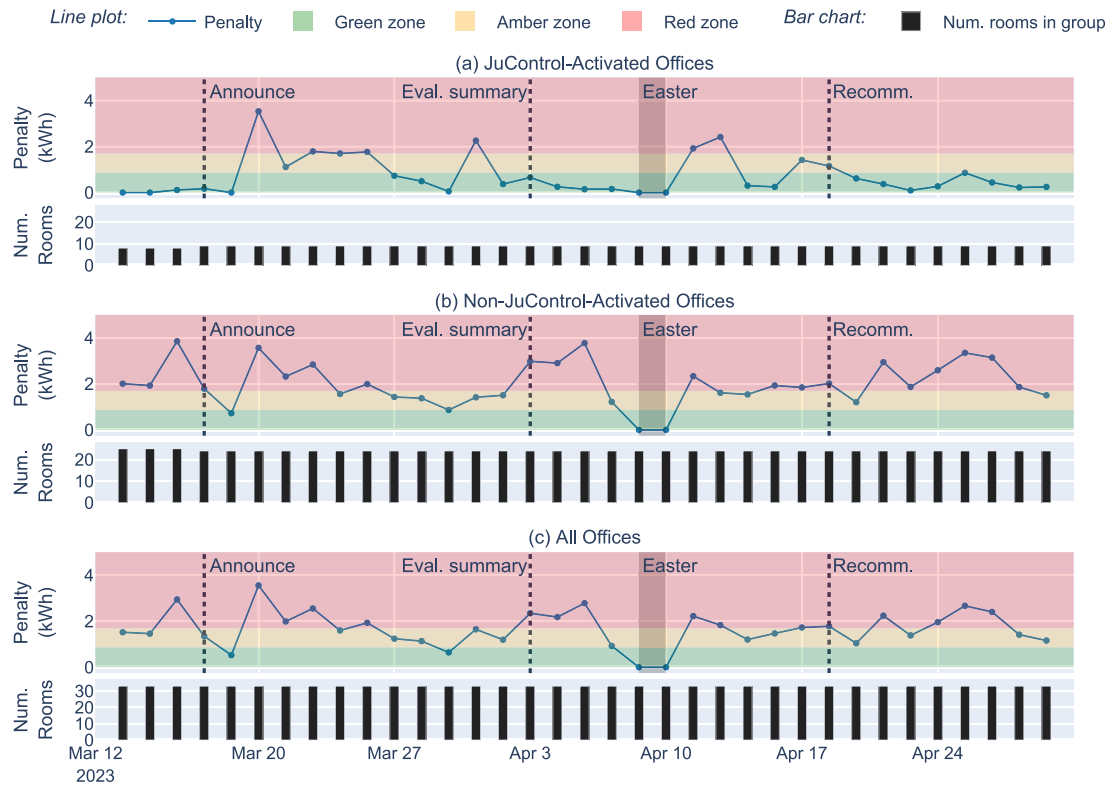 Line plot: Penalty Green zone Amber zone Red zone Bar chart: Num. rooms in group
(a) JuControl-Activated Offices
Announce Eval. summary Easter Recomm.
Penalty
(kWh)
4
2
0
Num.
Rooms
20
10
0
(b) Non-JuControl-Activated Offices
Announce Eval. summary Easter Recomm.
Penalty
(kWh)
4
2
0
Num.
Rooms
20
10
0
(c) All Offices
Announce Eval. summary Easter Recomm.
Penalty
(kWh)
4
2
0
Num.
Rooms
30
20
10
0
Mar 12 Mar 20 Mar 27 Apr 3 Apr 10 Apr 17 Apr 24
2023